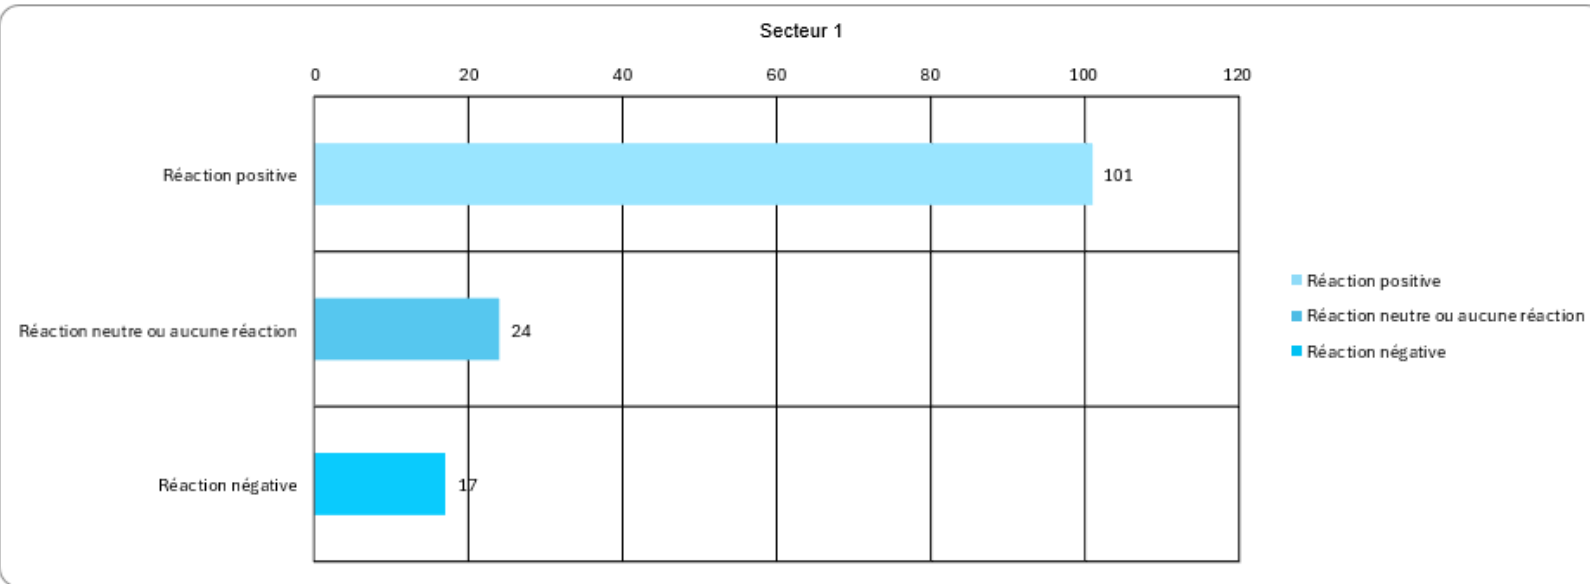 Secteur 1
0 20 40 60 80 100 120
Réaction positive
101
Réaction neutre ou aucune réaction
24
Réaction négative
17
Réaction positive
Réaction neutre ou aucune réaction
Réaction négative